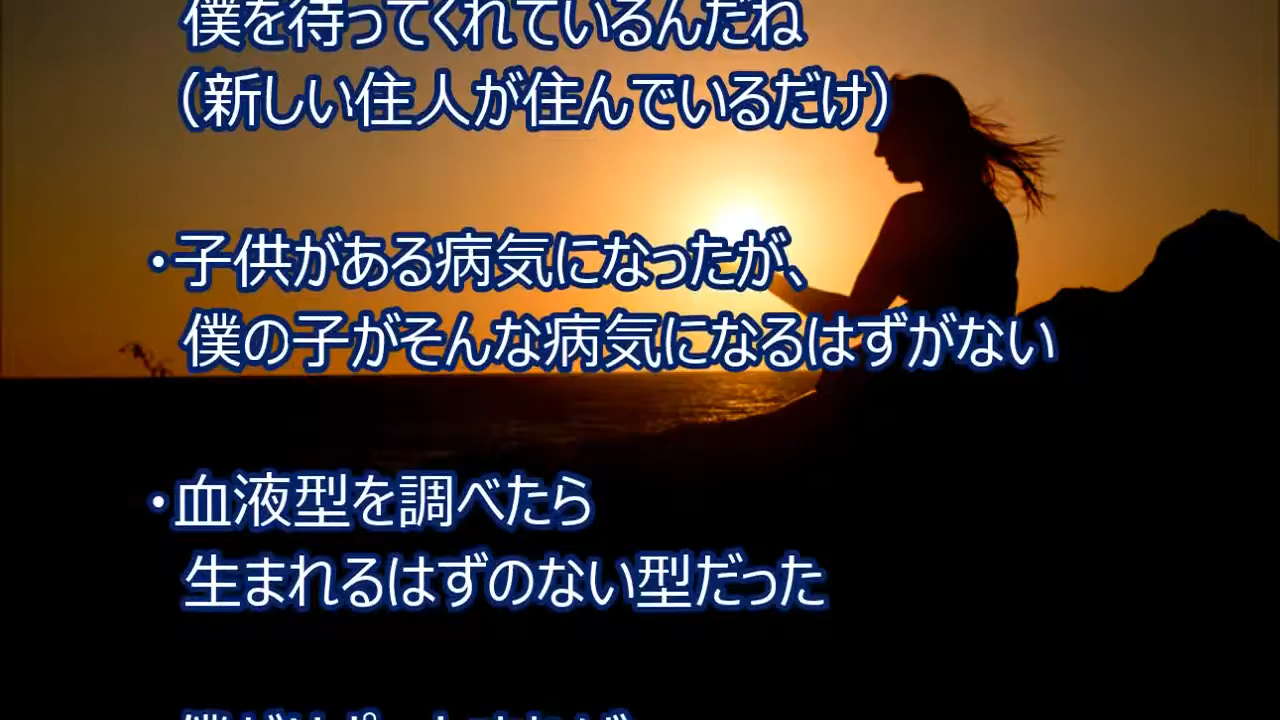 僕を待ってくれているんだね
（新しい住人が住んでいるだけ）
・子供がある病気になったが、
僕の子がそんな病気になるはずがない
・血液型を調べたら
生まれるはずのない型だった